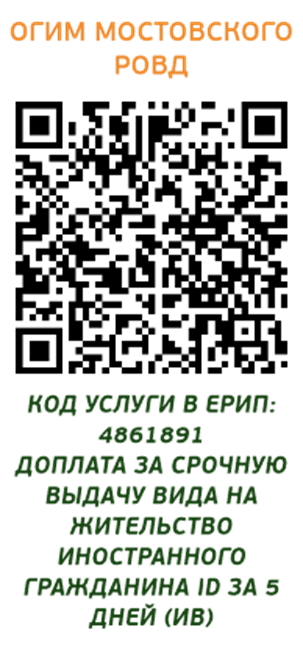 ОГИМ МОСТОВСКОГО
РОВД
КОД УСЛУГИ В ЕРИП:
4861891
ДОПЛАТА ЗА СРОЧНУЮ
ВЫДАЧУ ВИДА НА
ЖИТЕЛЬСТВО
ИНОСТРАННОГО
ГРАЖДАНИНА ID ЗА 5
ДНЕЙ (ИВ)